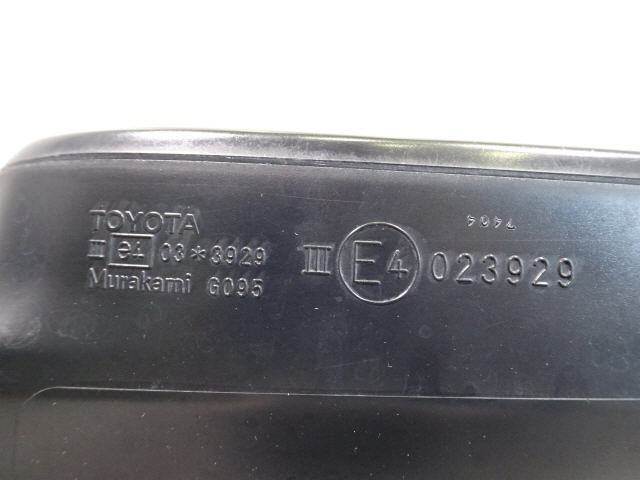 TOYOTA
III e4 03*3929
Murakami G095
III E4 023929
7404